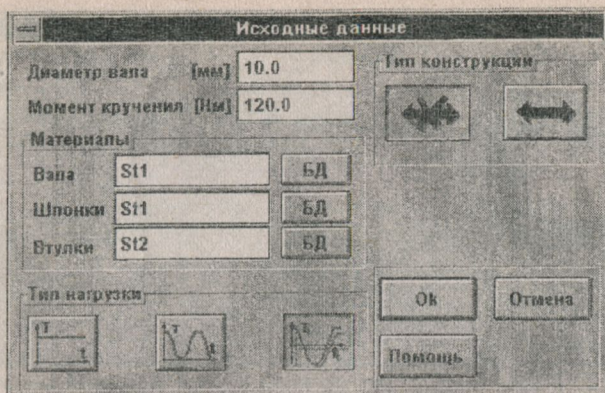 Исходные данные
Диаметр вала [мм] 10.0
Момент кручения [Нм] 120.0
Материалы
Вала St1 БД
Шпонки St1 БД
Втулки St2 БД
Тип нагрузки
T t
T t
T t
Тип конструкции
Ok Отмена
Помощь